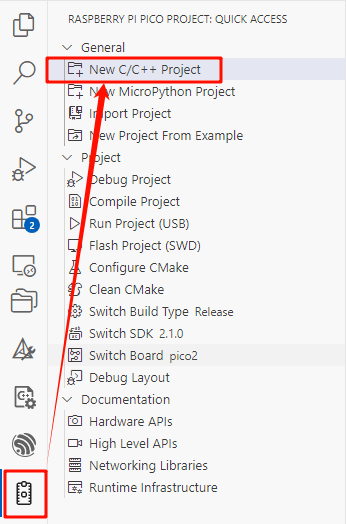 RASPBERRY PI PICO PROJECT: QUICK ACCESS
General
New C/C++ Project
New MicroPython Project
Import Project
New Project From Example
Project
Debug Project
Compile Project
Run Project (USB)
Flash Project (SWD)
Configure CMake
Clean CMake
Switch Build Type Release
Switch SDK 2.1.0
Switch Board pico2
Debug Layout
Documentation
Hardware APIs
High Level APIs
Networking Libraries
Runtime Infrastructure
2